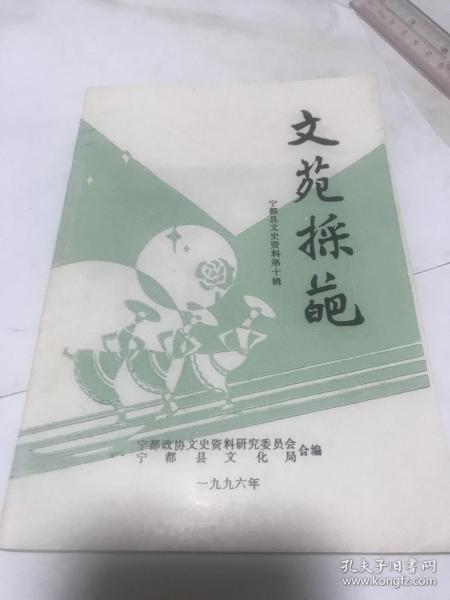 文苑採葩
宁都县文史资料第十辑
宁都政协文史资料研究委员会
宁都县文化局
合编
一九九六年
孔夫子旧书网
www.kongfz.com